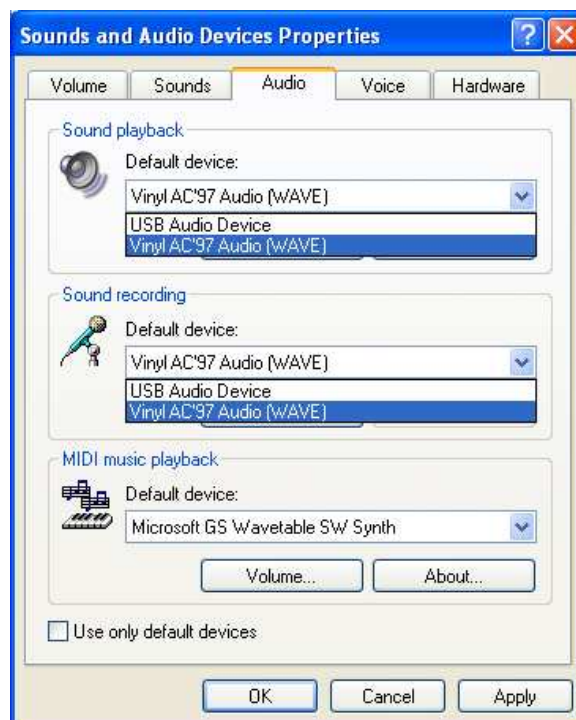 Sounds and Audio Devices Properties
Volume Sounds Audio Voice Hardware
Sound playback
Default device:
Vinyl AC'97 Audio (WAVE)
USB Audio Device
Vinyl AC'97 Audio (WAVE)
Sound recording
Default device:
Vinyl AC'97 Audio (WAVE)
USB Audio Device
Vinyl AC'97 Audio (WAVE)
MIDI music playback
Default device:
Microsoft GS Wavetable SW Synth
Volume... About...
Use only default devices
OK Cancel Apply